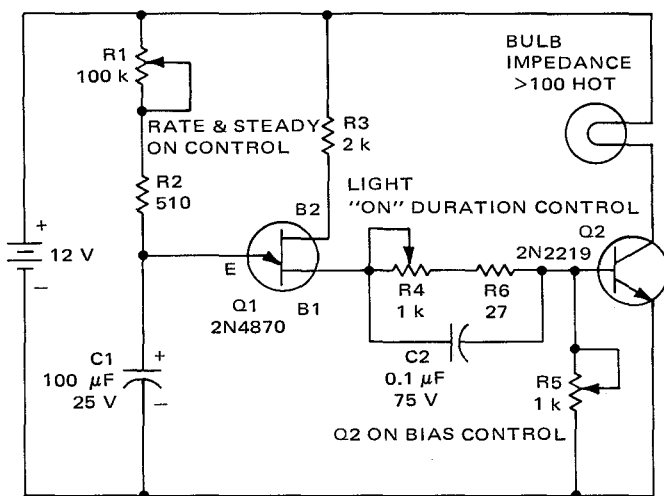 R1
100 k
RATE & STEADY
ON CONTROL
R2
510
+
12 V
−
C1
100 μF
25 V
+
−
R3
2 k
B2
E
B1
Q1
2N4870
LIGHT
"ON" DURATION CONTROL
R4
1 k
R6
27
C2
0.1 μF
75 V
BULB
IMPEDANCE
>100 HOT
Q2
2N2219
R5
1 k
Q2 ON BIAS CONTROL